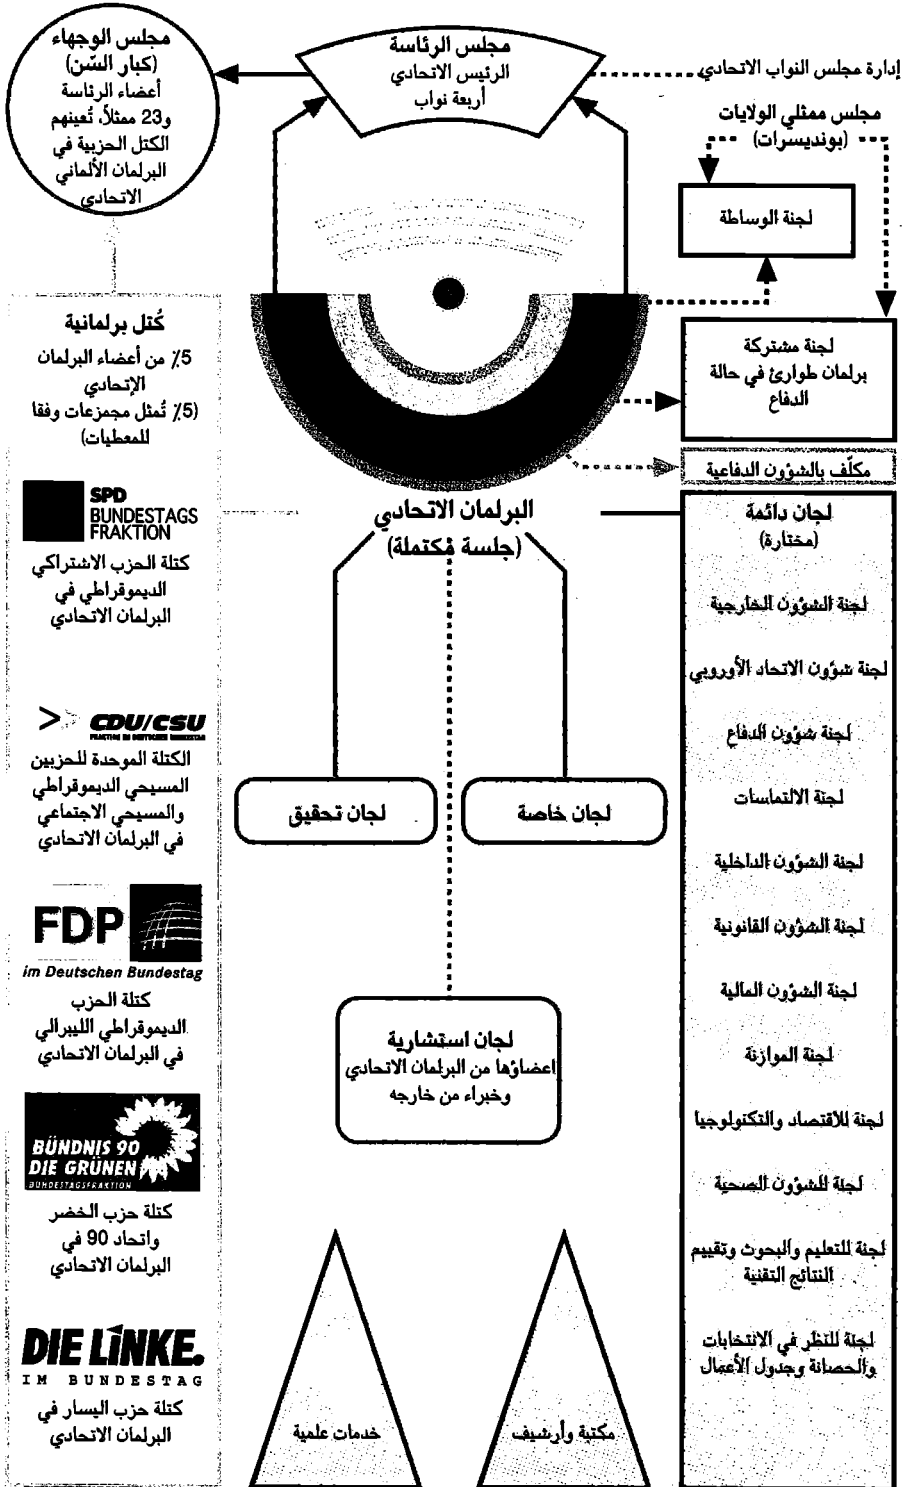 مجلس الوجهاء
(كبار السّن)
أعضاء الرئاسة
و23 ممثلاً، تُعينهم
الكتل الحزبية في
البرلمان الألماني
الاتحادي
مجلس الرئاسة
الرئيس الاتحادي
أربعة نواب
إدارة مجلس النواب الاتحادي
مجلس ممثلي الولايات
(بونديسرات)
لجنة الوساطة
لجنة مشتركة
برلمان طوارئ في حالة
الدفاع
مكلّف بالشؤون الدفاعية
كُتل برلمانية
5٪ من أعضاء البرلمان
الإتحادي
(5٪ تُمثل مجمزعات وفقا
للمعطيات)
SPD
BUNDESTAGS
FRAKTION
كتلة الحزب الاشتراكي
الديموقراطي في
البرلمان الاتحادي
CDU/CSU
FRAKTION IM DEUTSCHEN BUNDESTAG
الكتلة الموحدة للحزبين
المسيحي الديموقراطي
والمسيحي الاجتماعي
في البرلمان الاتحادي
FDP
im Deutschen Bundestag
كتلة الحزب
الديموقراطي الليبرالي
في البرلمان الاتحادي
BÜNDNIS 90
DIE GRÜNEN
BUNDESTAGSFRAKTION
كتلة حزب الخضر
واتحاد 90 في
البرلمان الاتحادي
DIE LINKE.
IM BUNDESTAG
كتلة حزب اليسار في
البرلمان الاتحادي
البرلمان الاتحادي
(جلسة مكتملة)
لجان تحقيق
لجان خاصة
لجان استشارية
اعضاؤها من البرلمان الاتحادي
وخبراء من خارجه
خدمات علمية
مكتبة وأرشيف
لجان دائمة
(مختارة)
لجنة الشؤون الخارجية
لجنة شؤون الاتحاد الأوروبي
لجنة شؤون الدفاع
لجنة الالتماسات
لجنة الشؤون الداخلية
لجنة الشؤون القانونية
لجنة الشؤون المالية
لجنة الموازنة
لجنة للاقتصاد والتكنولوجيا
لجنة للشؤون الصحية
لجنة للتعليم والبحوث وتقييم
النتائج التقنية
لجنة للنظر في الانتخابات
والحصانة وجدول الأعمال